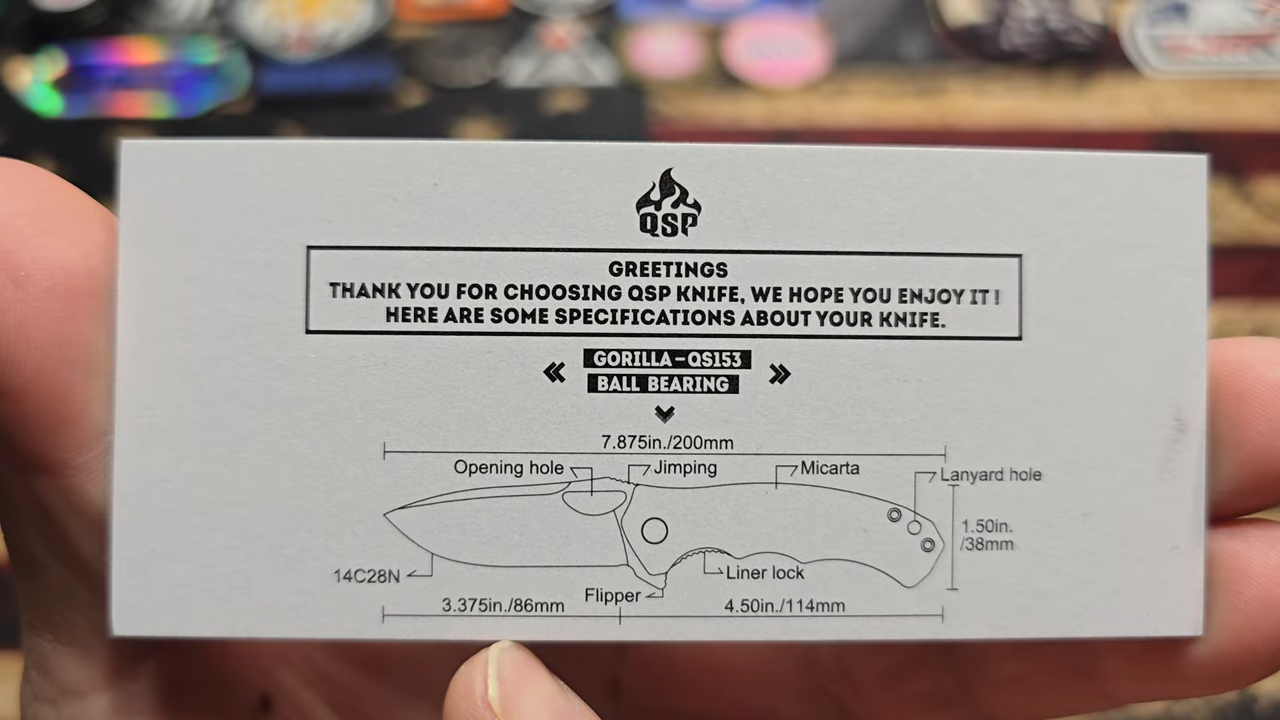 QSP
GREETINGS
THANK YOU FOR CHOOSING QSP KNIFE, WE HOPE YOU ENJOY IT !
HERE ARE SOME SPECIFICATIONS ABOUT YOUR KNIFE.
GORILLA-QS153
BALL BEARING
7.875in./200mm
Opening hole
Jimping
Micarta
Lanyard hole
1.50in.
/38mm
14C28N
Flipper
Liner lock
3.375in./86mm
4.50in./114mm